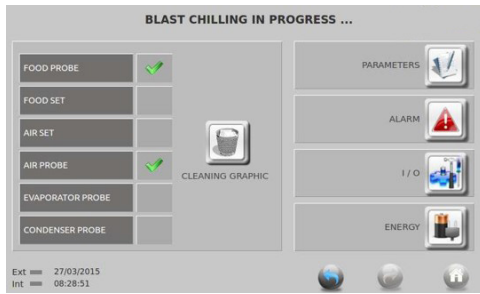 BLAST CHILLING IN PROGRESS ...
FOOD PROBE
FOOD SET
AIR SET
AIR PROBE
EVAPORATOR PROBE
CONDENSER PROBE
CLEANING GRAPHIC
PARAMETERS
ALARM
I / O
ENERGY
Ext 27/03/2015
Int 08:28:51